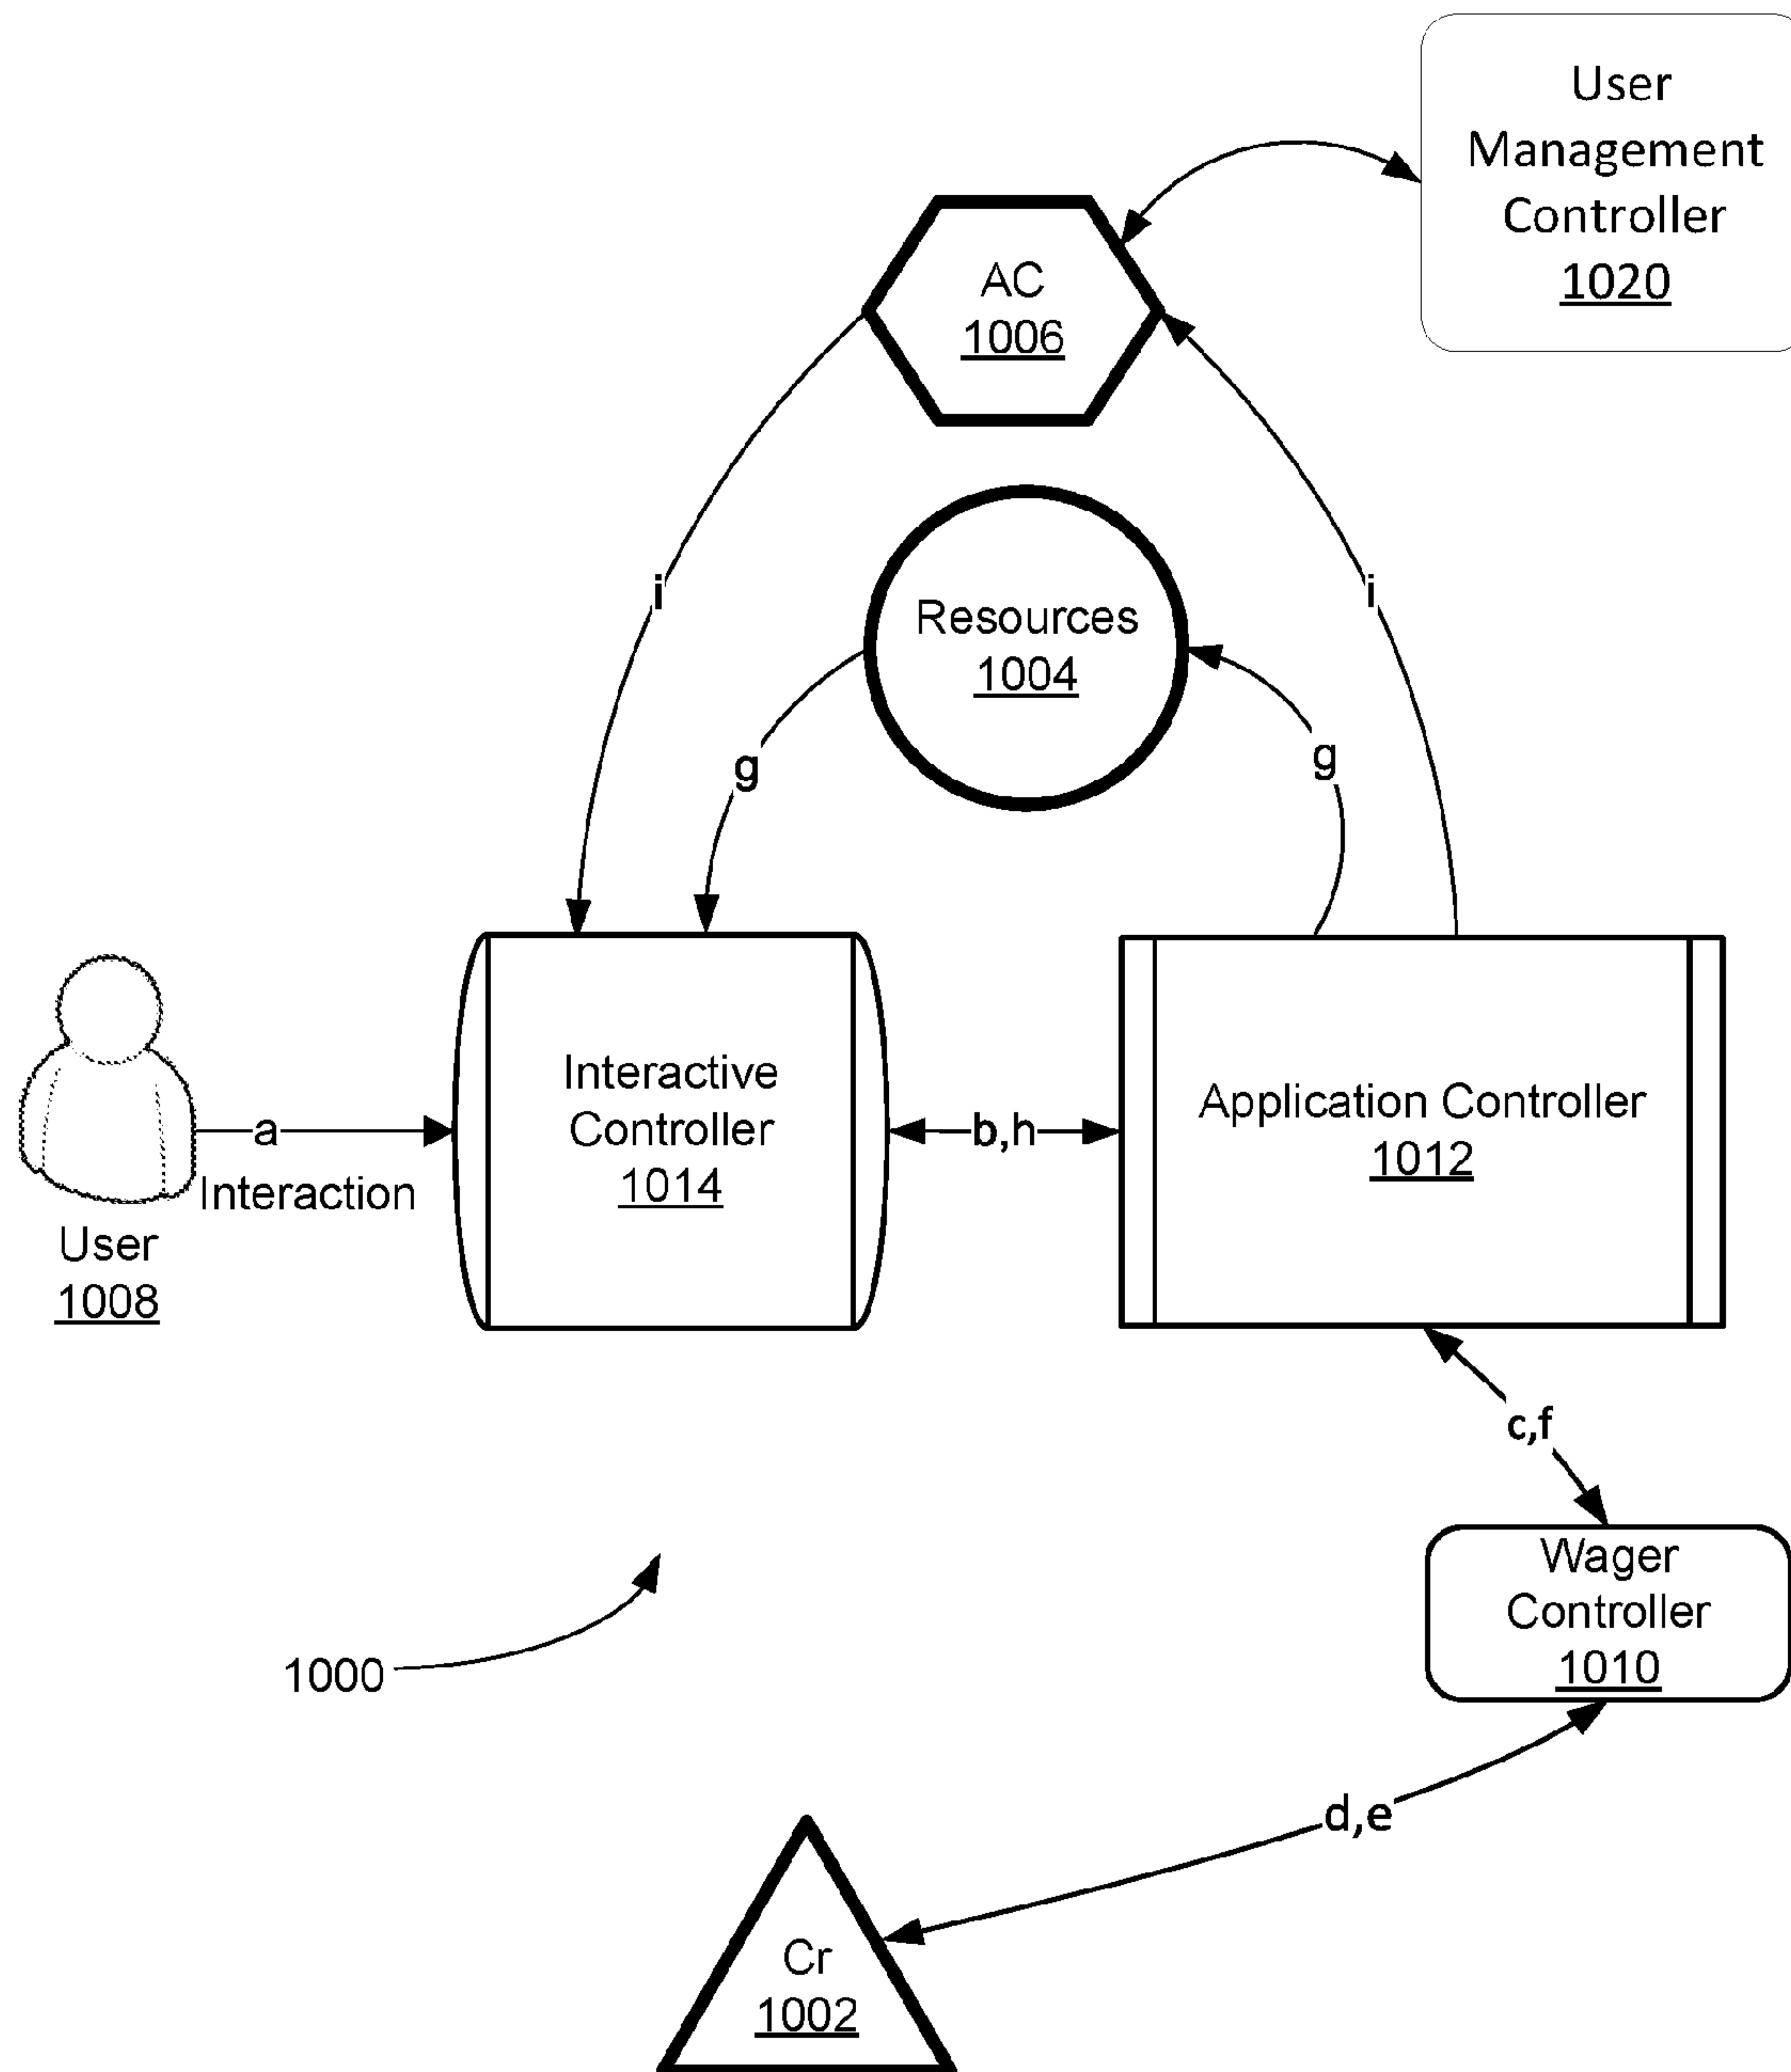 User
Management
Controller
1020
AC
1006
i
i
Resources
1004
g
g
Interactive
Controller
1014
Application Controller
1012
a
Interaction
b,h
User
1008
c,f
Wager
Controller
1010
1000
d,e
Cr
1002